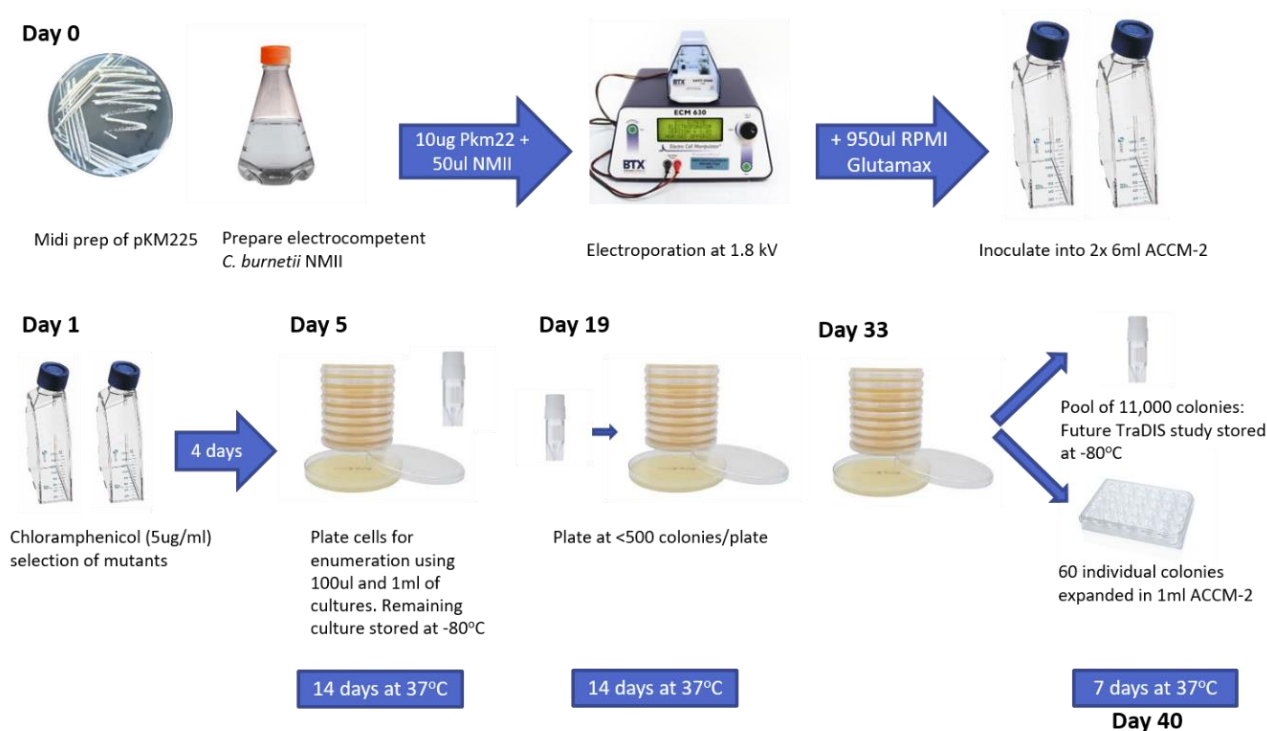 Day 0
10ug Pkm22 +
50ul NMII
ECM 630
BTX
+ 950ul RPMI
Glutamax
Midi prep of pKM225
Prepare electrocompetent
C. burnetii NMII
Electroporation at 1.8 kV
Inoculate into 2x 6ml ACCM-2
Day 1
Day 5
Day 19
Day 33
4 days
Chloramphenicol (5ug/ml)
selection of mutants
Plate cells for
enumeration using
100ul and 1ml of
cultures. Remaining
culture stored at -80°C
Plate at <500 colonies/plate
Pool of 11,000 colonies:
Future TraDIS study stored
at -80°C
60 individual colonies
expanded in 1ml ACCM-2
14 days at 37°C
14 days at 37°C
7 days at 37°C
Day 40